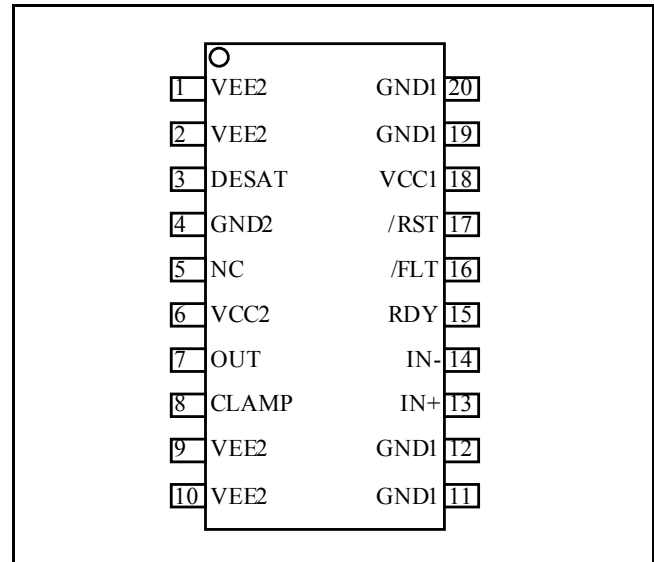 1 VEE2 GND1 20
2 VEE2 GND1 19
3 DESAT VCC1 18
4 GND2 /RST 17
5 NC /FLT 16
6 VCC2 RDY 15
7 OUT IN- 14
8 CLAMP IN+ 13
9 VEE2 GND1 12
10 VEE2 GND1 11